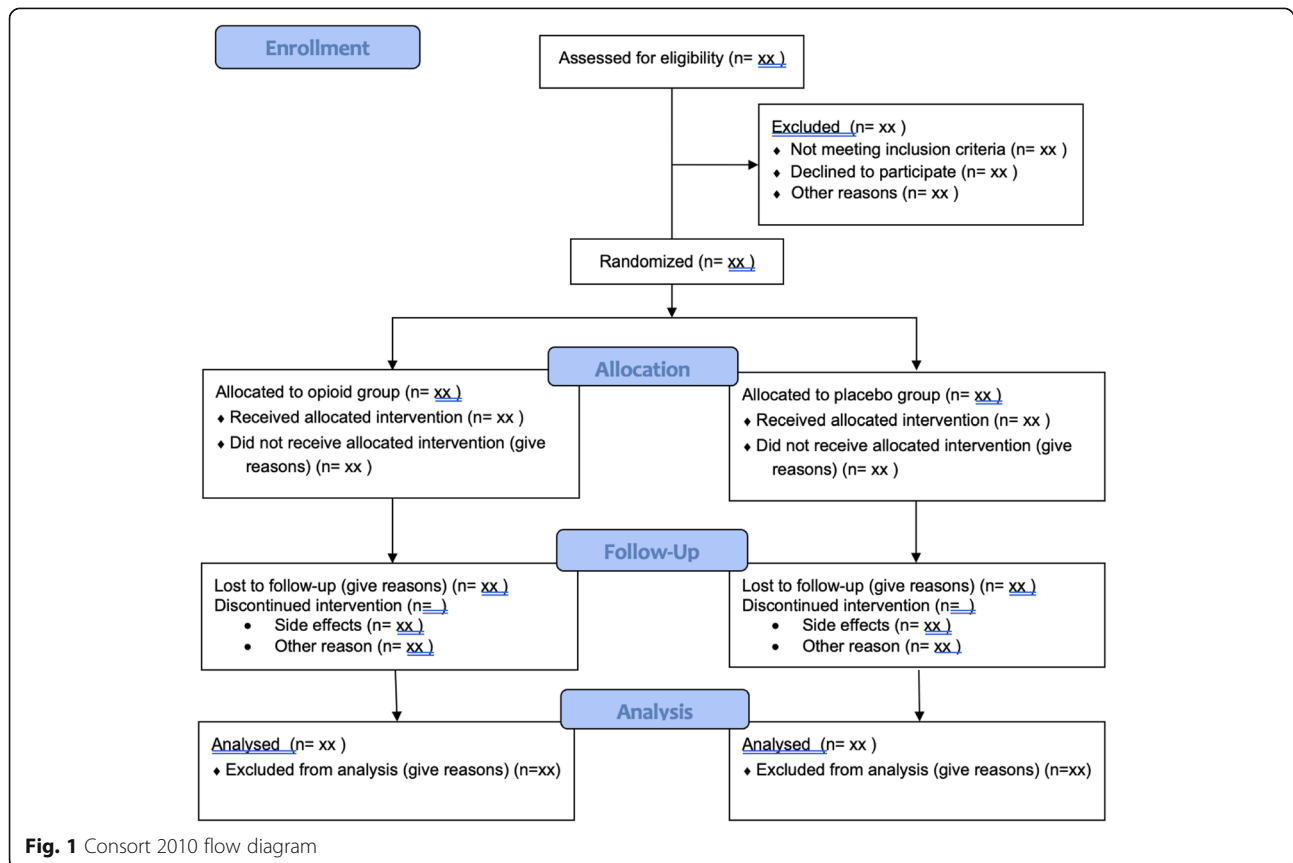 Enrollment
Assessed for eligibility (n= xx )
Excluded (n= xx )
♦ Not meeting inclusion criteria (n= xx )
♦ Declined to participate (n= xx )
♦ Other reasons (n= xx )
Randomized (n= xx )
Allocation
Allocated to opioid group (n= xx )
♦ Received allocated intervention (n= xx )
♦ Did not receive allocated intervention (give
reasons) (n= xx )
Allocated to placebo group (n= xx )
♦ Received allocated intervention (n= xx )
♦ Did not receive allocated intervention (give
reasons) (n= xx )
Follow-Up
Lost to follow-up (give reasons) (n= xx )
Discontinued intervention (n= )
• Side effects (n= xx )
• Other reason (n= xx )
Lost to follow-up (give reasons) (n= xx )
Discontinued intervention (n= )
• Side effects (n= xx )
• Other reason (n= xx )
Analysis
Analysed (n= xx )
♦ Excluded from analysis (give reasons) (n=xx)
Analysed (n= xx )
♦ Excluded from analysis (give reasons) (n=xx)
Fig. 1 Consort 2010 flow diagram